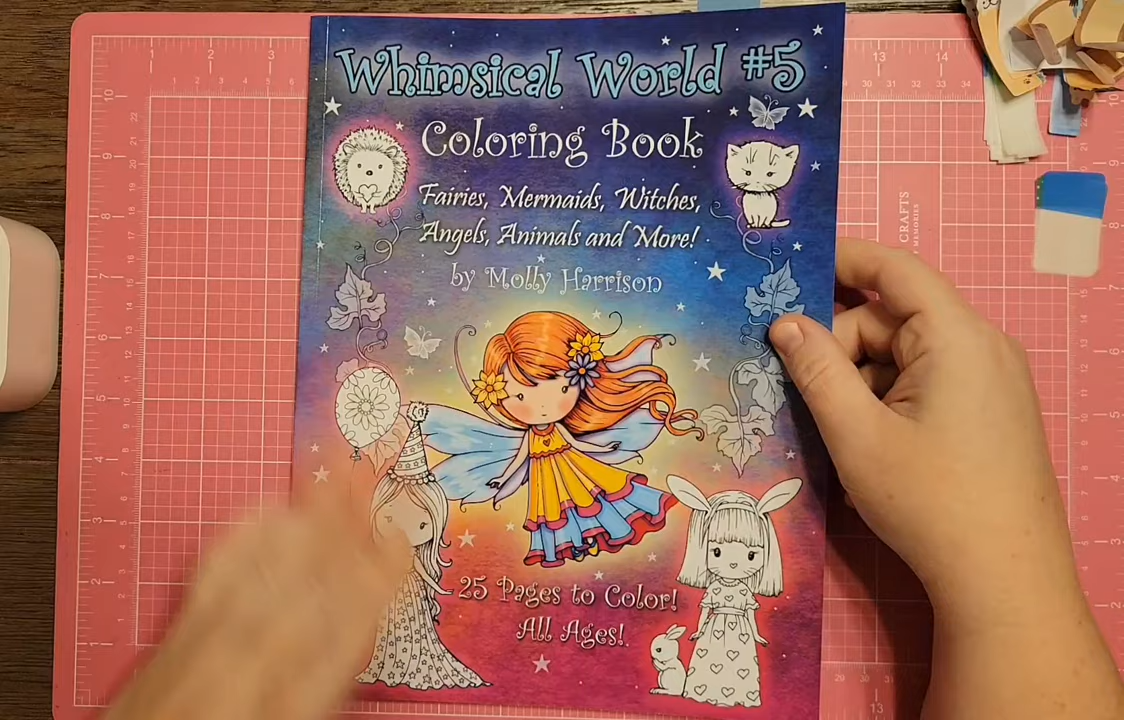 Whimsical World #5
Coloring Book
Fairies, Mermaids, Witches,
Angels, Animals and More!
by Molly Harrison
25 Pages to Color!
All Ages!
CRAFTS